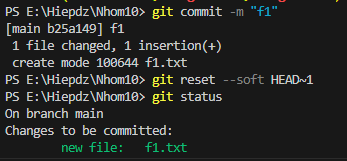 PS E:\Hiepdz\Nhom10> git commit -m "f1"
[main b25a149] f1
 1 file changed, 1 insertion(+)
 create mode 100644 f1.txt
PS E:\Hiepdz\Nhom10> git reset --soft HEAD~1
PS E:\Hiepdz\Nhom10> git status
On branch main
Changes to be committed:
        new file:   f1.txt